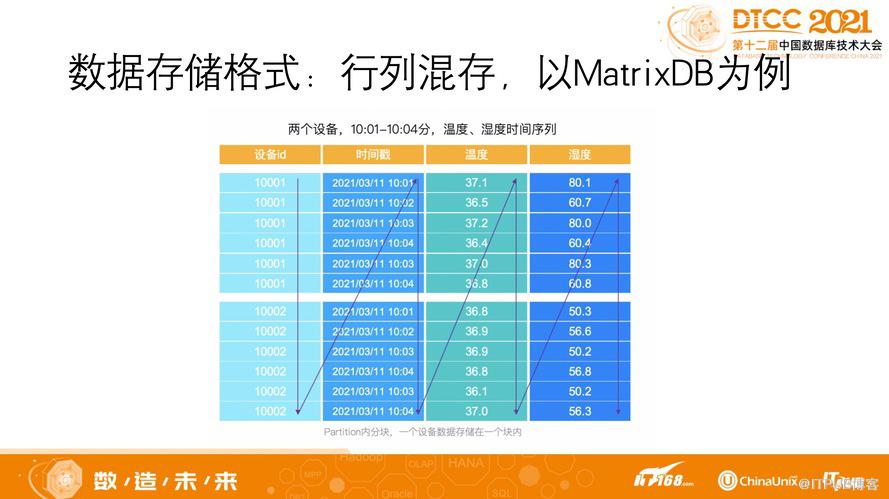 DTCC 2021
第十二届中国数据库技术大会
DATABASE TECHNOLOGY CONFERENCE CHINA 2021
数据存储格式：行列混存，以MatrixDB为例
两个设备，10:01-10:04分，温度、湿度时间序列
设备id 时间戳 温度 湿度
10001 2021/03/11 10:01 37.1 80.1
10001 2021/03/11 10:02 36.5 60.7
10001 2021/03/11 10:03 37.2 80.0
10001 2021/03/11 10:04 36.4 60.4
10001 2021/03/11 10:03 37.0 80.3
10001 2021/03/11 10:04 36.8 60.8
10002 2021/03/11 10:01 36.8 50.3
10002 2021/03/11 10:02 36.9 56.6
10002 2021/03/11 10:03 36.9 50.2
10002 2021/03/11 10:04 36.8 56.8
10002 2021/03/11 10:03 36.1 50.2
10002 2021/03/11 10:04 37.0 56.3
Partition内分块，一个设备数据存储在一个块内
数造未来
Hadoop
MPP
OLAP
HANA
Oracle
SQL
IT168.com
ChinaUnix
@ITPUB博客